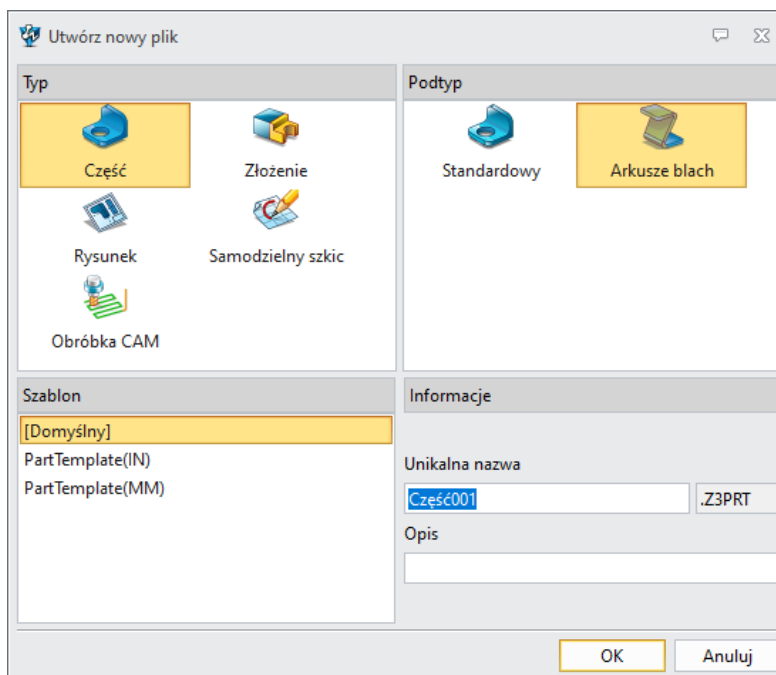 Utwórz nowy plik
Typ
Część
Złożenie
Rysunek
Samodzielny szkic
Obróbka CAM
Podtyp
Standardowy
Arkusze blach
Szablon
[Domyślny]
PartTemplate(IN)
PartTemplate(MM)
Informacje
Unikalna nazwa
Część001
.Z3PRT
Opis
OK
Anuluj